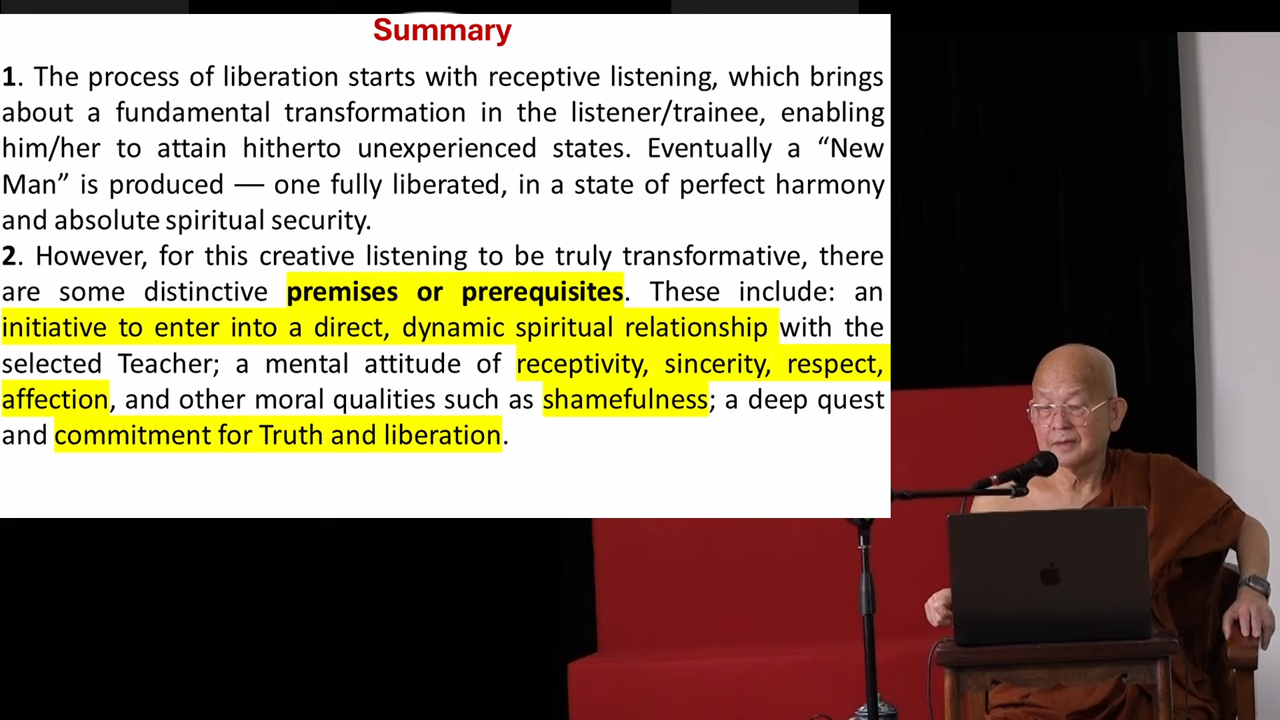 Summary
1. The process of liberation starts with receptive listening, which brings
about a fundamental transformation in the listener/trainee, enabling
him/her to attain hitherto unexperienced states. Eventually a “New
Man” is produced — one fully liberated, in a state of perfect harmony
and absolute spiritual security.
2. However, for this creative listening to be truly transformative, there
are some distinctive premises or prerequisites. These include: an
initiative to enter into a direct, dynamic spiritual relationship with the
selected Teacher; a mental attitude of receptivity, sincerity, respect,
affection, and other moral qualities such as shamefulness; a deep quest
and commitment for Truth and liberation.